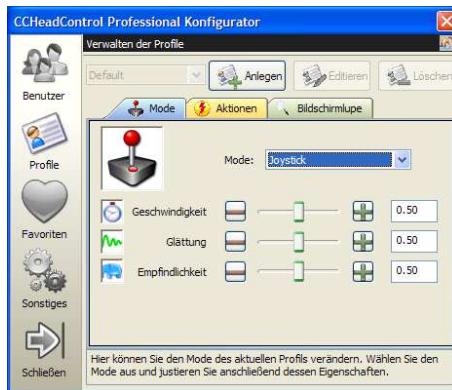 CCHeadControl Professional Konfigurator
Verwalten der Profile
Benutzer
Profile
Favoriten
Sonstiges
Schließen
Default
Anlegen
Editieren
Löschen
Mode
Aktionen
Bildschirmlupe
Mode:
Joystick
Geschwindigkeit
0.50
Glättung
0.50
Empfindlichkeit
0.50
Hier können Sie den Mode des aktuellen Profils verändern. Wählen Sie den
Mode aus und justieren Sie anschließend dessen Eigenschaften.